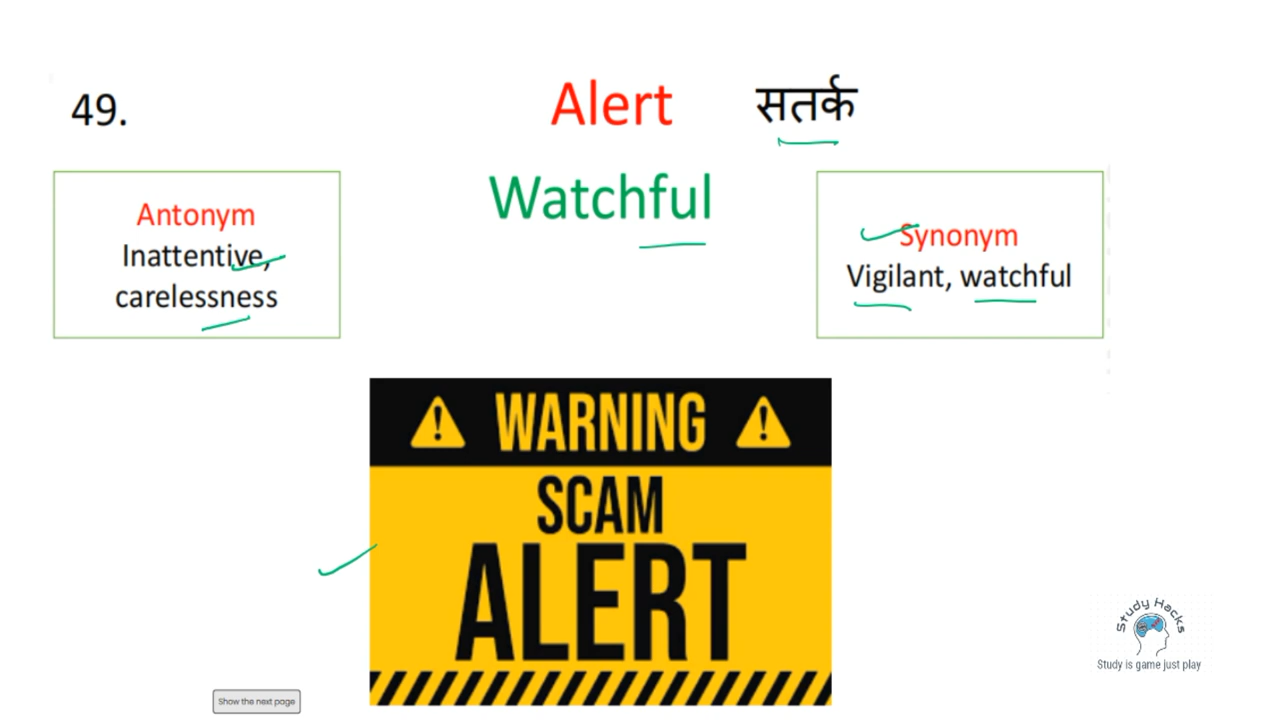 49.
Alert सतर्क
Watchful
Antonym
Inattentive,
carelessness
Synonym
Vigilant, watchful
WARNING
SCAM
ALERT
Study Hacks
Study is game just play
Show the next page